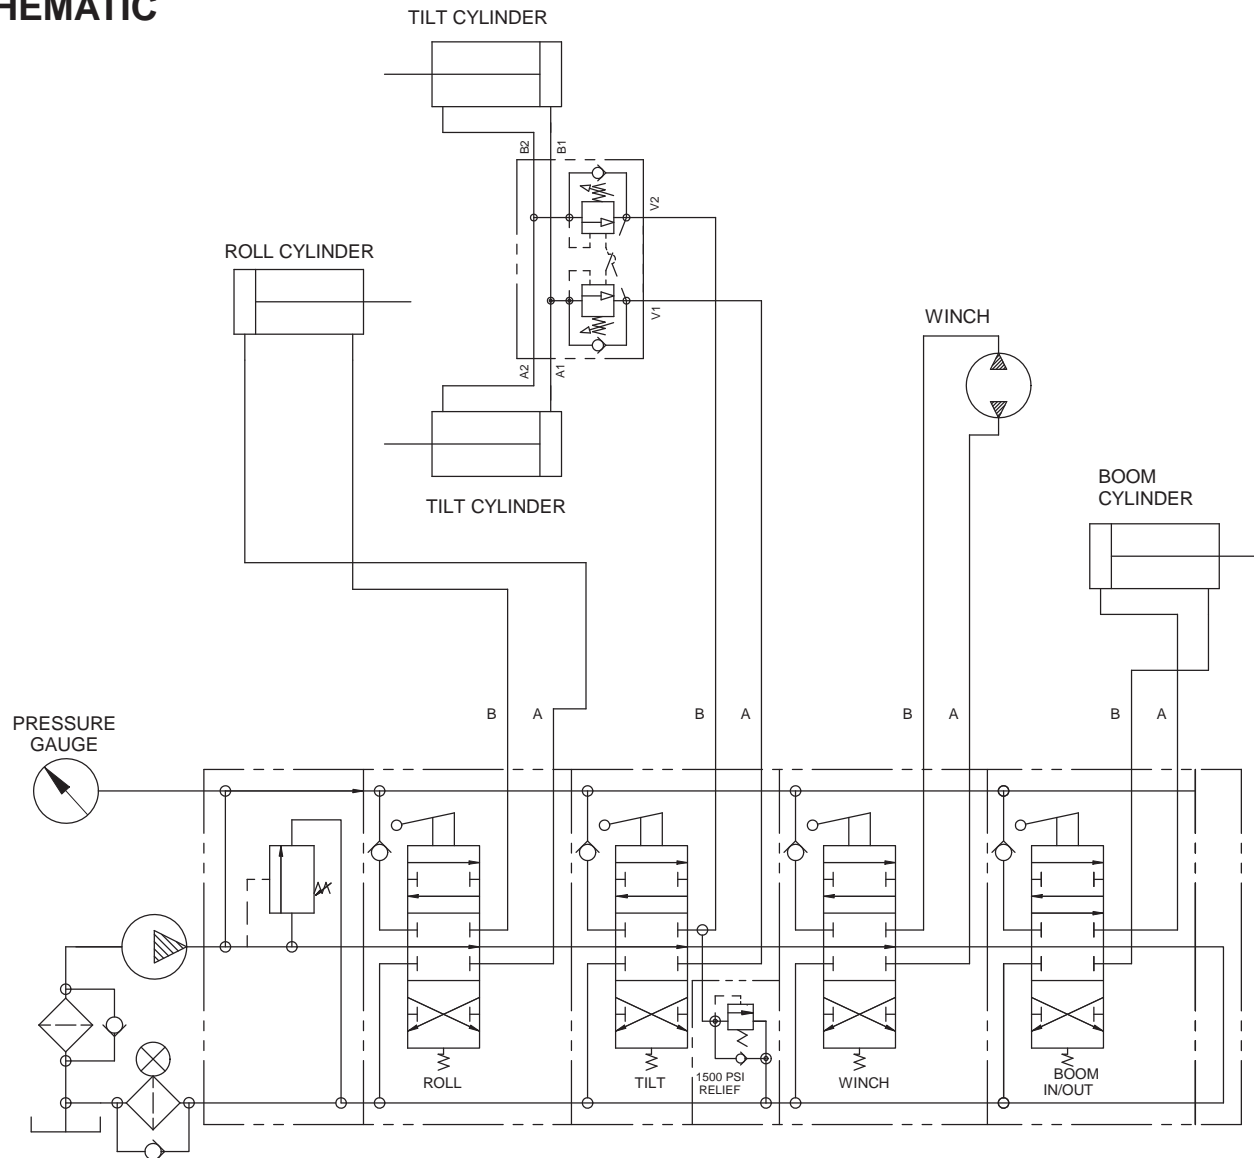 HEMATIC
TILT CYLINDER
B2
B1
V2
ROLL CYLINDER
V1
WINCH
A2
A1
BOOM
CYLINDER
TILT CYLINDER
B
A
B
A
B
A
B
A
PRESSURE
GAUGE
ROLL
TILT
1500 PSI
RELIEF
WINCH
BOOM
IN/OUT